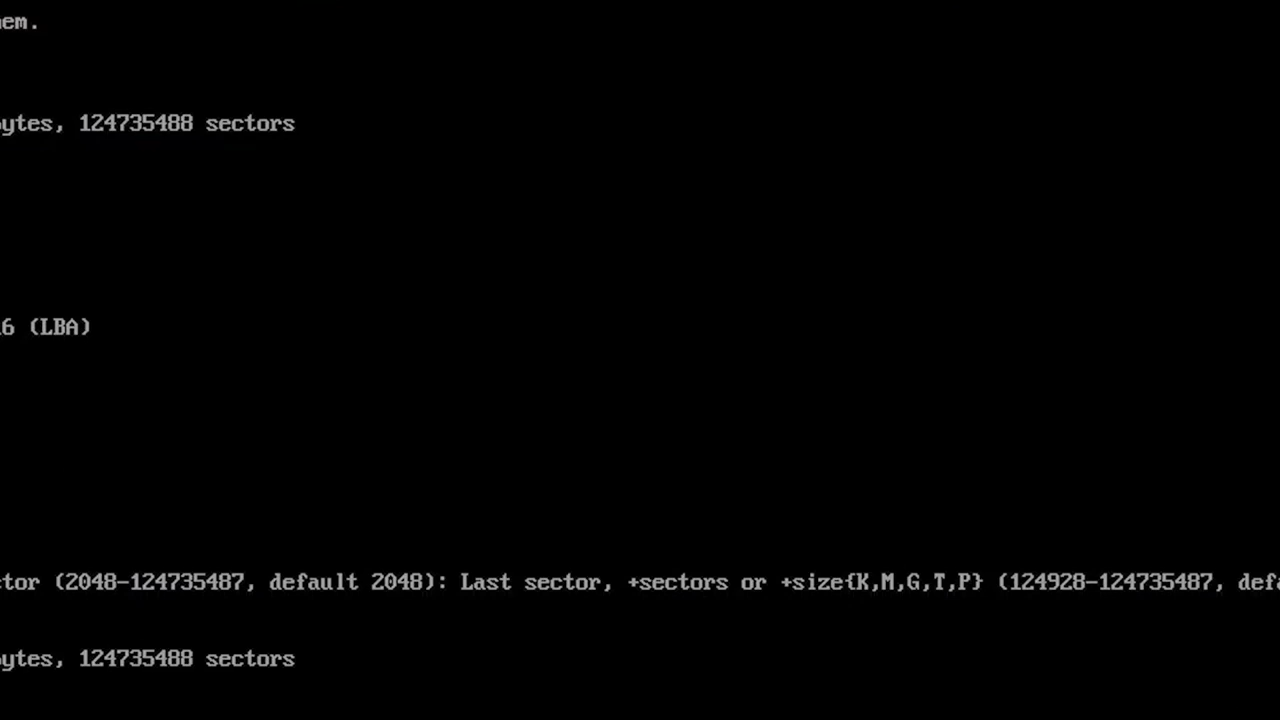 em.
ytes, 124735488 sectors
6 (LBA)
tor (2048-124735487, default 2048): Last sector, +sectors or +size{K,M,G,T,P} (124928-124735487, def
ytes, 124735488 sectors